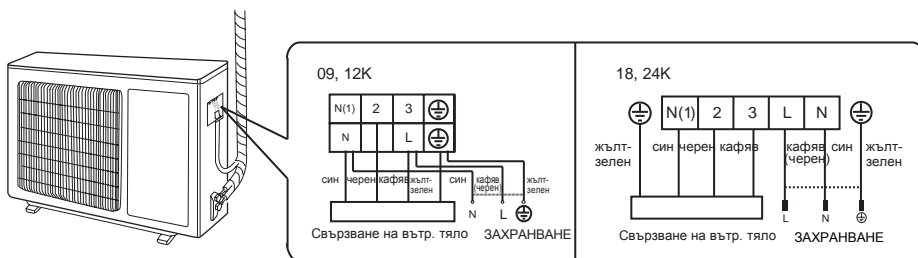 09, 12K
N(1) 2 3
N L
син черен кафяв жълт-зелен син кафяв (черен) жълт-зелен
N L
Свързване на вътр. тяло ЗАХРАНВАНЕ
18, 24K
N(1) 2 3 L N
жълт-зелен син черен кафяв кафяв (черен) син жълт-зелен
L N
Свързване на вътр. тяло ЗАХРАНВАНЕ